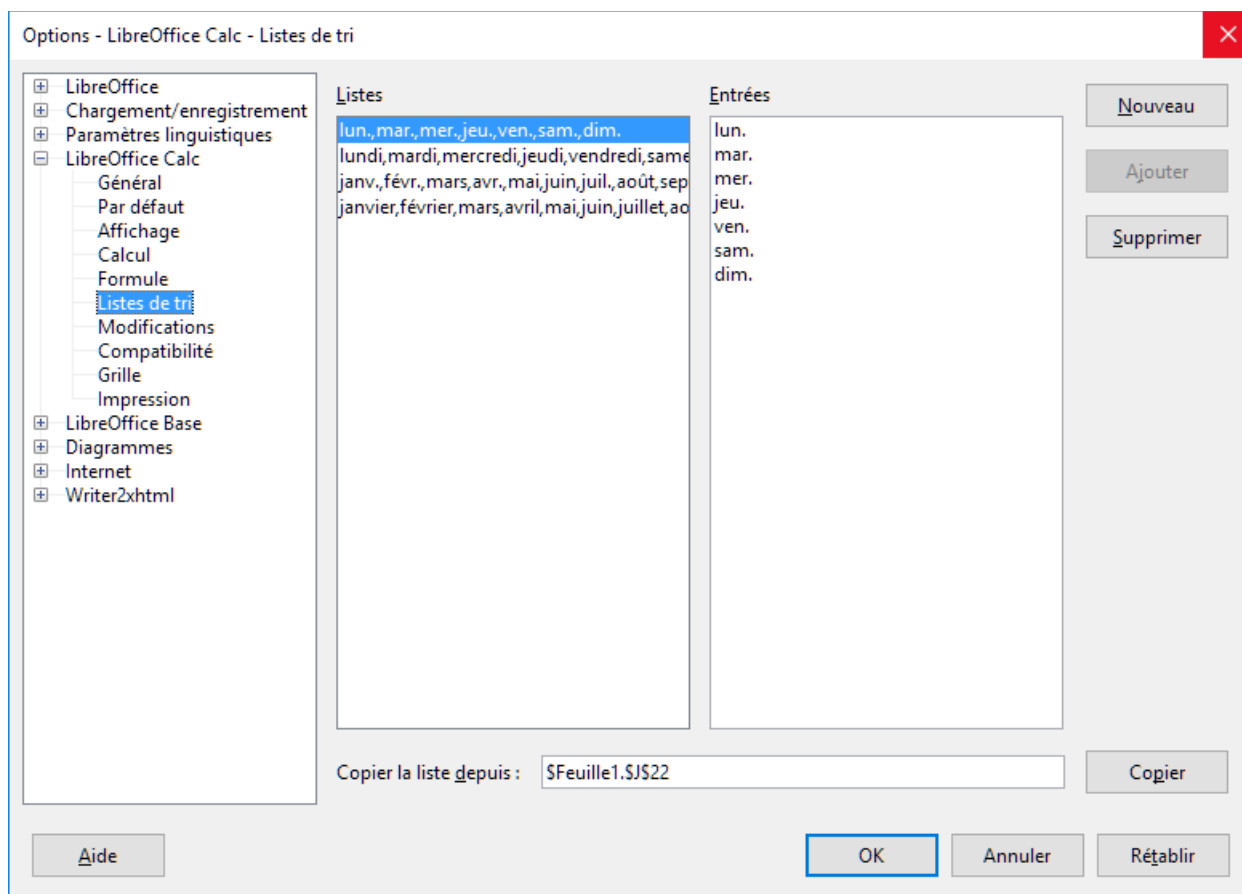 Options - LibreOffice Calc - Listes de tri
LibreOffice
Chargement/enregistrement
Paramètres linguistiques
LibreOffice Calc
Général
Par défaut
Affichage
Calcul
Formule
Listes de tri
Modifications
Compatibilité
Grille
Impression
LibreOffice Base
Diagrammes
Internet
Writer2xhtml
Listes
lun.,mar.,mer.,jeu.,ven.,sam.,dim.
lundi,mardi,mercredi,jeudi,vendredi,same
janv.,févr.,mars,avr.,mai,juin,juil.,août,sep
janvier,février,mars,avril,mai,juin,juillet,ao
Entrées
lun.
mar.
mer.
jeu.
ven.
sam.
dim.
Nouveau
Ajouter
Supprimer
Copier la liste depuis : $Feuille1.$J$22 Copier
Aide OK Annuler Rétablir